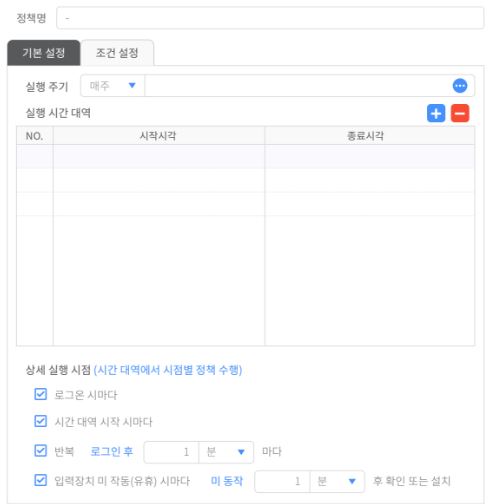 정책명 -
기본 설정 조건 설정
실행 주기 매주
실행 시간 대역
NO. 시작시각 종료시각
상세 실행 시점 (시간 대역에서 시점별 정책 수행)
로그온 시마다
시간 대역 시작 시마다
반복 로그인 후 1 분 마다
입력장치 미 작동(유휴) 시마다 미 동작 1 분 후 확인 또는 설치